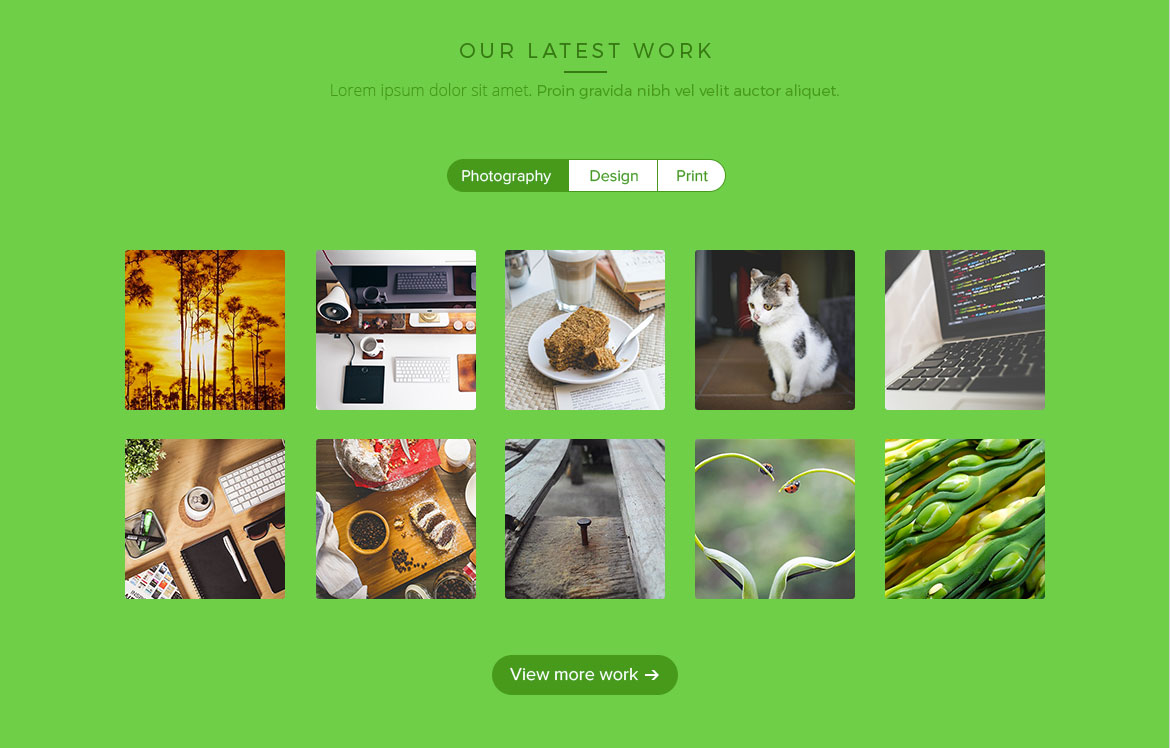 OUR LATEST WORK
Lorem ipsum dolor sit amet. Proin gravida nibh vel velit auctor aliquet.
Photography Design Print
View more work →